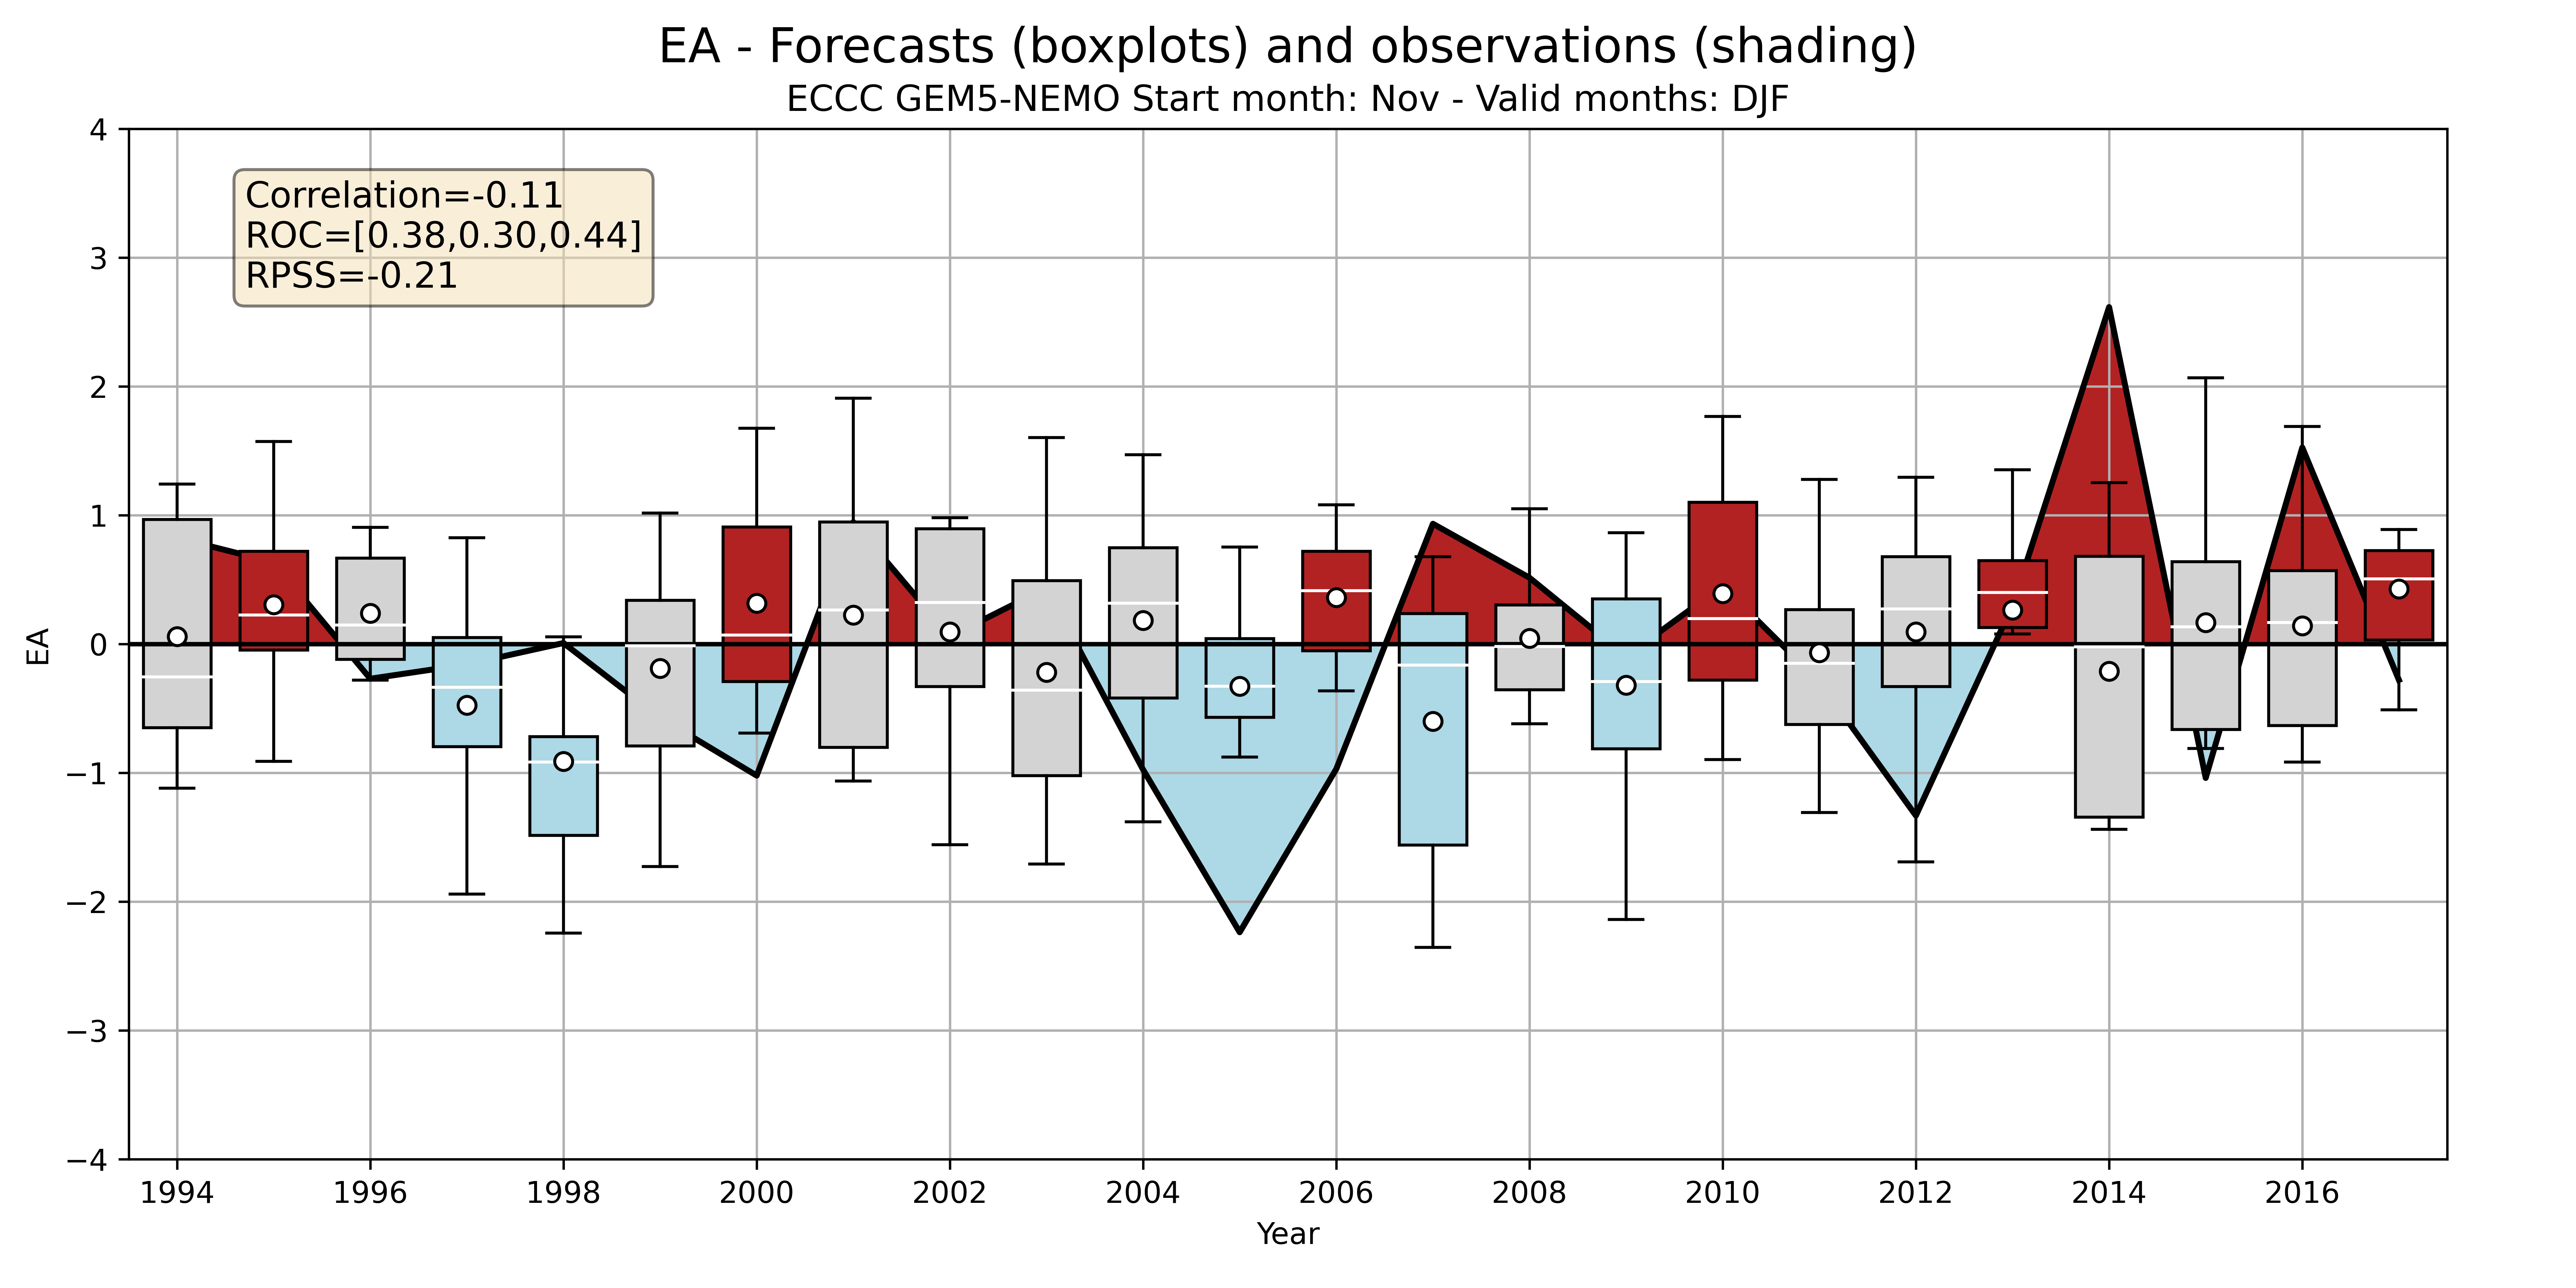 EA - Forecasts (boxplots) and observations (shading)
ECCC GEM5-NEMO Start month: Nov - Valid months: DJF
Correlation=-0.11
ROC=[0.38,0.30,0.44]
RPSS=-0.21
4
3
2
1
0
−1
−2
−3
−4
EA
1994 1996 1998 2000 2002 2004 2006 2008 2010 2012 2014 2016
Year